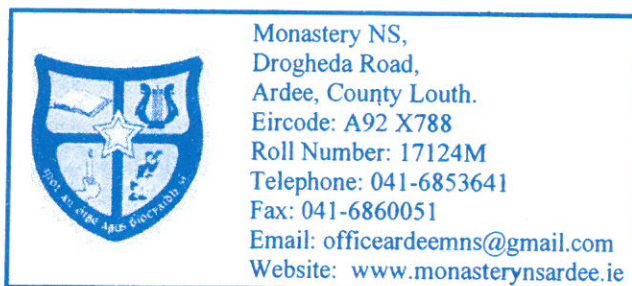 Monastery NS,
Drogheda Road,
Ardee, County Louth.
Eircode: A92 X788
Roll Number: 17124M
Telephone: 041-6853641
Fax: 041-6860051
Email: officeardeemns@gmail.com
Website: www.monasterynsardee.ie